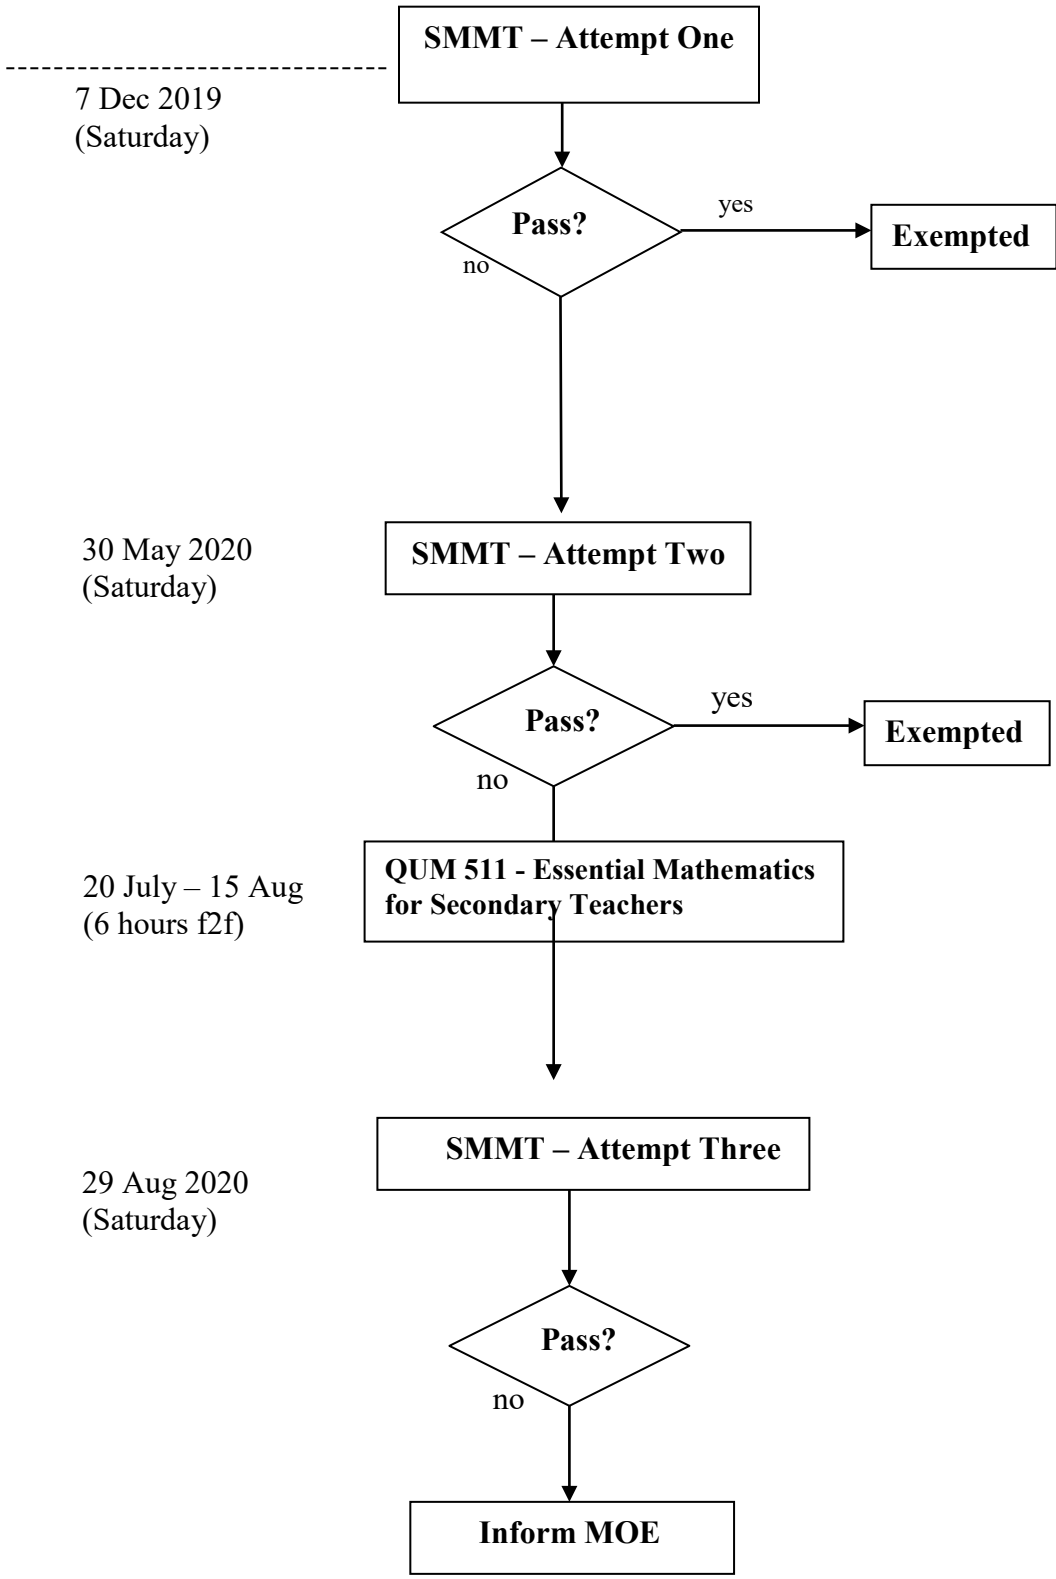 SMMT – Attempt One
7 Dec 2019
(Saturday)
Pass?
yes
Exempted
no
30 May 2020
(Saturday)
SMMT – Attempt Two
Pass?
yes
Exempted
no
20 July – 15 Aug
(6 hours f2f)
QUM 511 - Essential Mathematics
for Secondary Teachers
SMMT – Attempt Three
29 Aug 2020
(Saturday)
Pass?
no
Inform MOE